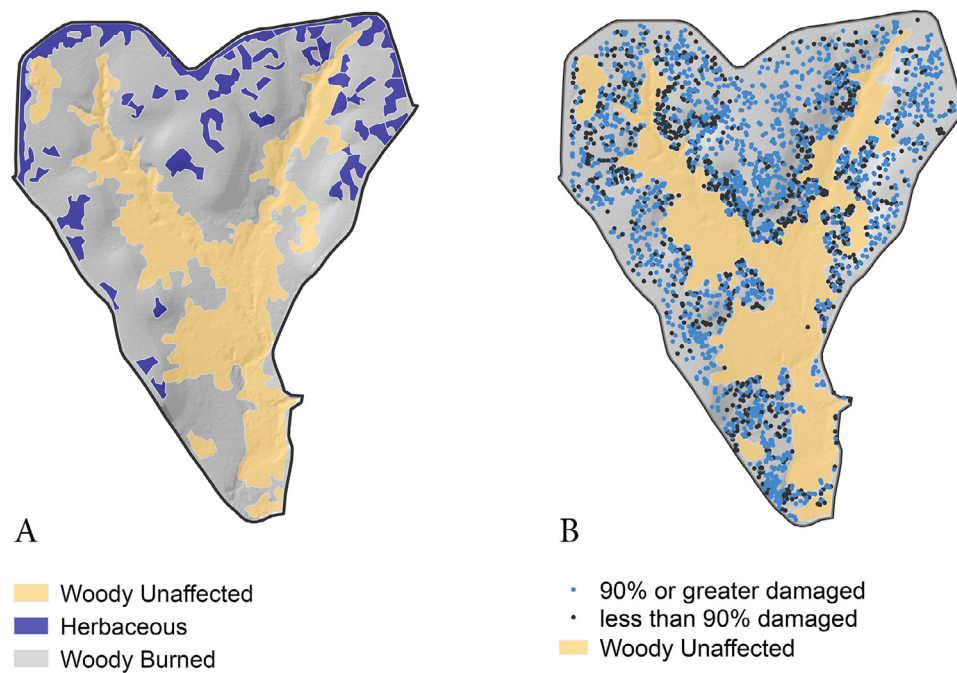 A
Woody Unaffected
Herbaceous
Woody Burned
B
90% or greater damaged
less than 90% damaged
Woody Unaffected